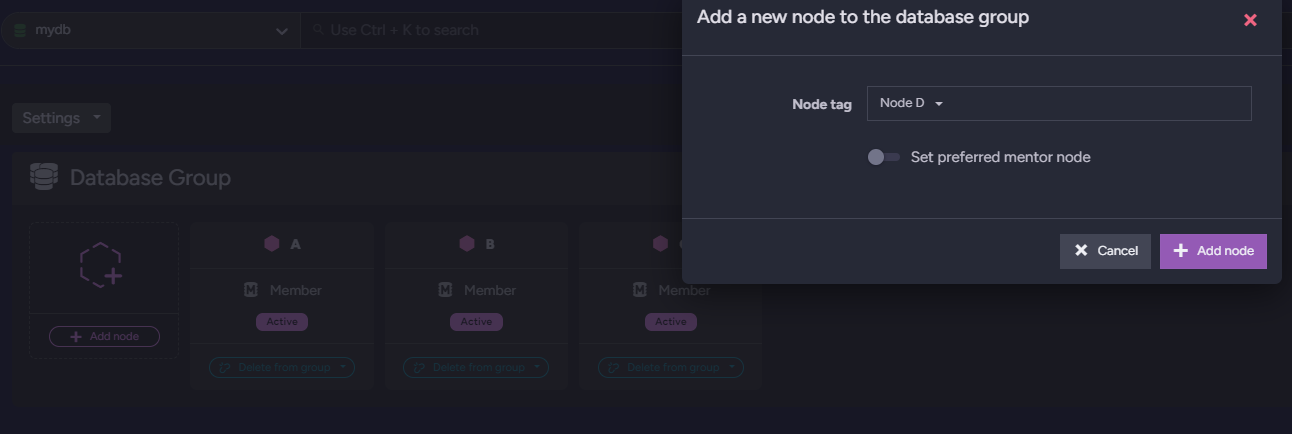 Add a new node to the database group
mydb
Use Ctrl + K to search
Node tag
Node D
Set preferred mentor node
Settings
Database Group
Cancel
Add node
A
B
Member
Member
Member
Active
Active
Active
Add node
Delete from group
Delete from group
Delete from group